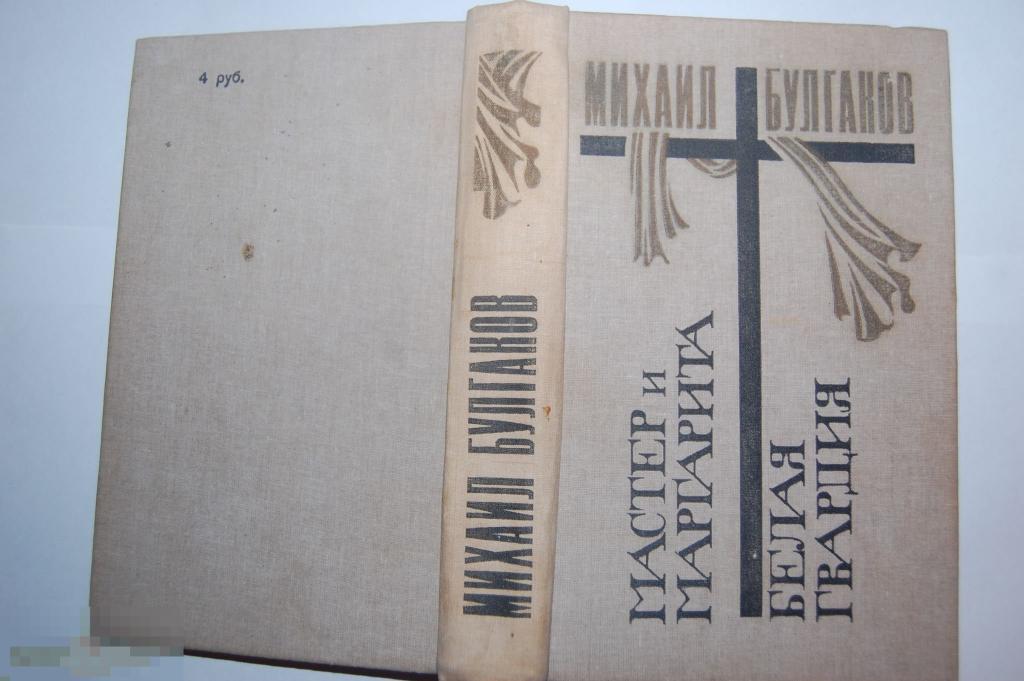 4 руб.
МИХАИЛ БУЛГАКОВ
МИХАИЛ БУЛГАКОВ
МАСТЕР И
МАРГАРИТА
БЕЛАЯ
ГВАРДИЯ